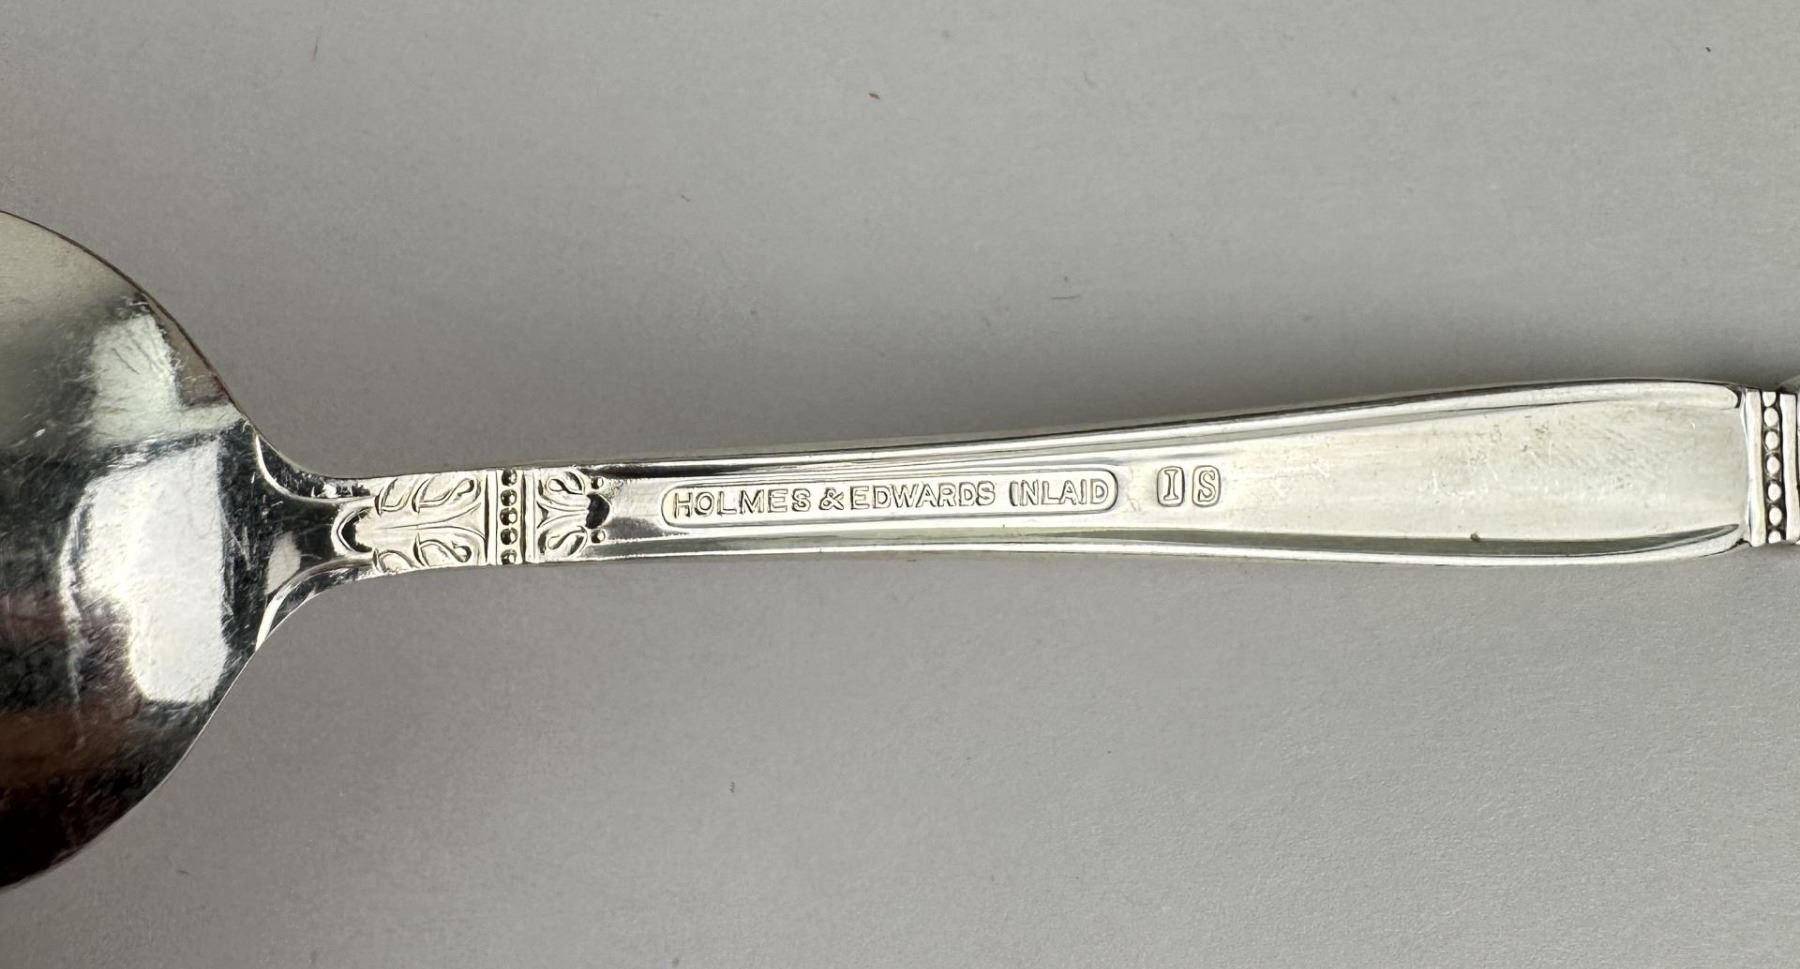 HOLMES & EDWARDS INLAID IS